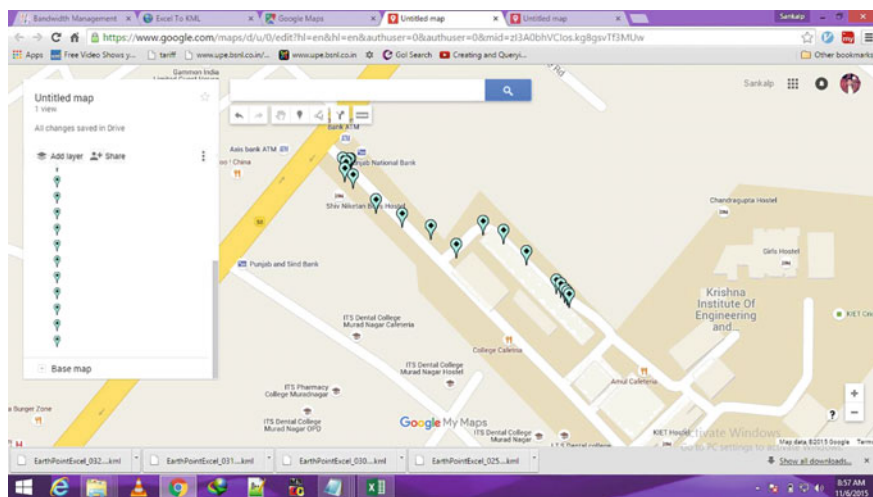 Bandwidth Management
Excel To KML
Google Maps
Untitled map
Untitled map
Sankalp
https://www.google.com/maps/d/u/0/edit?hl=en&hl=en&authuser=0&authuser=0&mid=zI3A0bhVCIos.kg8gsvTf3MUw
Apps
Free Video Shows y...
tariff
www.upe.bsnl.co.in/...
www.upe.bsnl.co.in
GoI Search
Creating and Queryi...
Other bookmarks
Gammon India
Untitled map
1 view
All changes saved in Drive
Add layer
Share
Base map
Sankalp
Bank ATM
Axis bank ATM
Punjab National Bank
China
Punjab and Sind Bank
Chandragupta Hostel
Girls Hostel
Krishna
Institute Of
Engineering
and...
ITS Dental College
Murad Nagar Cafeteria
College Cafeteria
ITS Dental College
Murad Nagar Hostel
Amul Cafeteria
ITS Pharmacy
College Muradnagar
a Burger Zone
ITS Dental College
Murad Nagar OPD
Google My Maps
ITS Dental College
Murad Nagar
KIET Hostel
Activate Windows
Go to PC settings to activate Windows.
Map data ©2015 Google
Terms
EarthPointExcel_032....kml
EarthPointExcel_031....kml
EarthPointExcel_030....kml
EarthPointExcel_025....kml
Show all downloads...
8:57 AM
11/6/2015